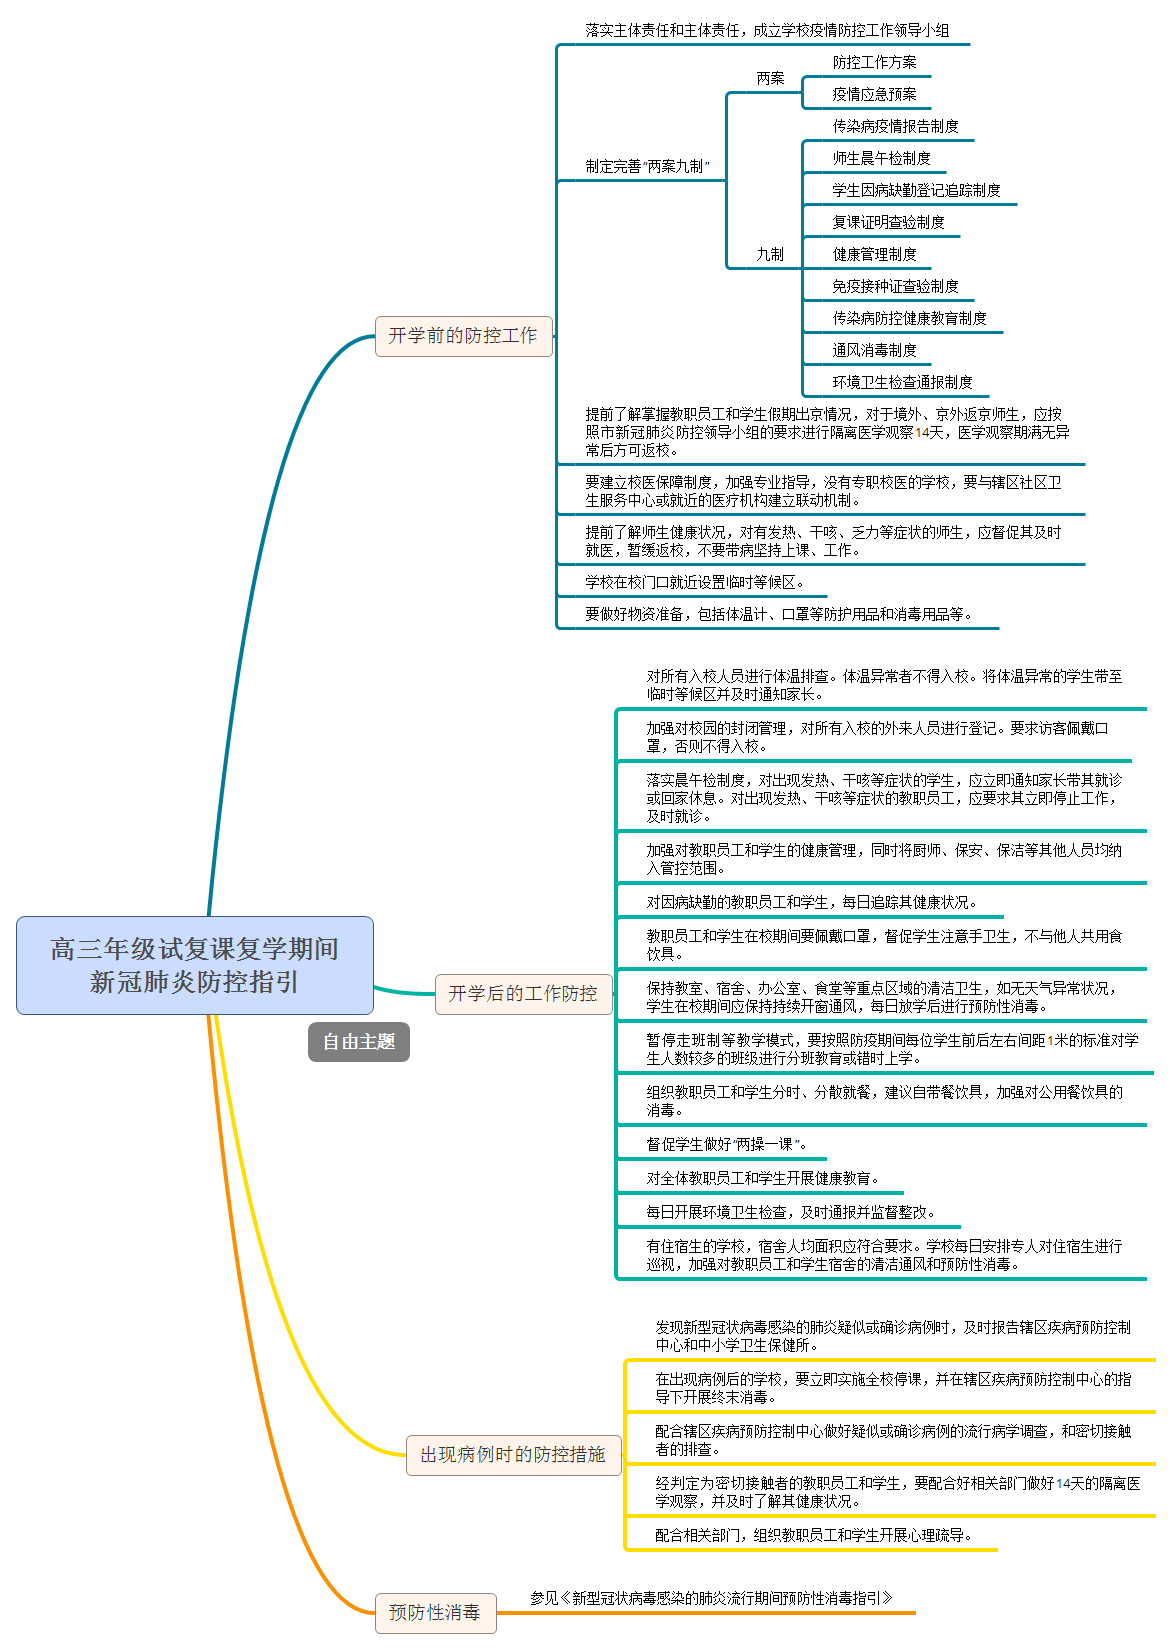 落实主体责任和主体责任，成立学校疫情防控工作领导小组
两案
防控工作方案
疫情应急预案
制定完善“两案九制”
九制
传染病疫情报告制度
师生晨午检制度
学生因病缺勤登记追踪制度
复课证明查验制度
健康管理制度
免疫接种证查验制度
传染病防控健康教育制度
通风消毒制度
环境卫生检查通报制度
开学前的防控工作
提前了解掌握教职员工和学生假期出京情况，对于境外、京外返京师生，应按
照市新冠肺炎防控领导小组的要求进行隔离医学观察14天，医学观察期满无异
常后方可返校。
要建立校医保障制度，加强专业指导，没有专职校医的学校，要与辖区社区卫
生服务中心或就近的医疗机构建立联动机制。
提前了解师生健康状况，对有发热、干咳、乏力等症状的师生，应督促其及时
就医，暂缓返校，不要带病坚持上课、工作。
学校在校门口就近设置临时等候区。
要做好物资准备，包括体温计、口罩等防护用品和消毒用品等。
高三年级试复课复学期间
新冠肺炎防控指引
自由主题
开学后的工作防控
对所有入校人员进行体温排查。体温异常者不得入校。将体温异常的学生带至
临时等候区并及时通知家长。
加强对校园的封闭管理，对所有入校的外来人员进行登记。要求访客佩戴口
罩，否则不得入校。
落实晨午检制度，对出现发热、干咳等症状的学生，应立即通知家长带其就诊
或回家休息。对出现发热、干咳等症状的教职员工，应要求其立即停止工作，
及时就诊。
加强对教职员工和学生的健康管理，同时将厨师、保安、保洁等其他人员均纳
入管控范围。
对因病缺勤的教职员工和学生，每日追踪其健康状况。
教职员工和学生在校期间要佩戴口罩，督促学生注意手卫生，不与他人共用食
饮具。
保持教室、宿舍、办公室、食堂等重点区域的清洁卫生，如无天气异常状况，
学生在校期间应保持持续开窗通风，每日放学后进行预防性消毒。
暂停走班制等教学模式，要按照防疫期间每位学生前后左右间距1米的标准对学
生人数较多的班级进行分班教育或错时上学。
组织教职员工和学生分时、分散就餐，建议自带餐饮具，加强对公用餐饮具的
消毒。
督促学生做好“两操一课”。
对全体教职员工和学生开展健康教育。
每日开展环境卫生检查，及时通报并监督整改。
有住宿生的学校，宿舍人均面积应符合要求。学校每日安排专人对住宿生进行
巡视，加强对教职员工和学生宿舍的清洁通风和预防性消毒。
出现病例时的防控措施
发现新型冠状病毒感染的肺炎疑似或确诊病例时，及时报告辖区疾病预防控制
中心和中小学卫生保健所。
在出现病例后的学校，要立即实施全校停课，并在辖区疾病预防控制中心的指
导下开展终末消毒。
配合辖区疾病预防控制中心做好疑似或确诊病例的流行病学调查，和密切接触
者的排查。
经判定为密切接触者的教职员工和学生，要配合好相关部门做好14天的隔离医
学观察，并及时了解其健康状况。
配合相关部门，组织教职员工和学生开展心理疏导。
预防性消毒
参见《新型冠状病毒感染的肺炎流行期间预防性消毒指引》